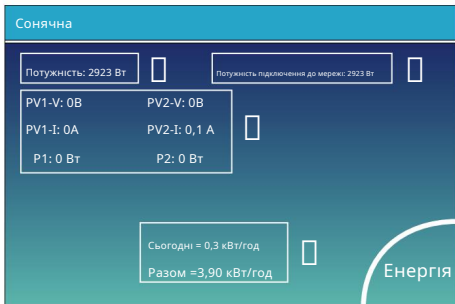 Сонячна
Потужність: 2923 Вт
Потужність підключення до мережі: 2923 Вт
PV1-V: 0В PV2-V: 0В
PV1-I: 0А PV2-I: 0,1 А
P1: 0 Вт P2: 0 Вт
Сьогодні = 0,3 кВт/год
Разом =3,90 кВт/год
Енергія